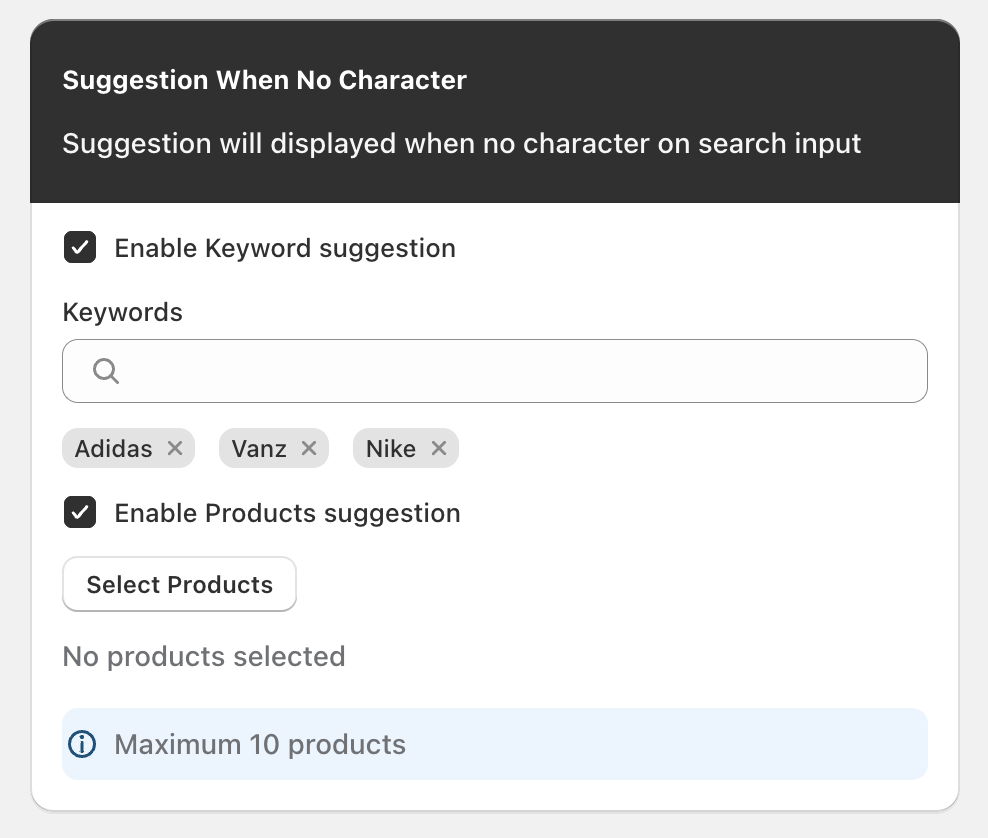 Suggestion When No Character
Suggestion will displayed when no character on search input
Enable Keyword suggestion
Keywords
Adidas Vanz Nike
Enable Products suggestion
Select Products
No products selected
Maximum 10 products